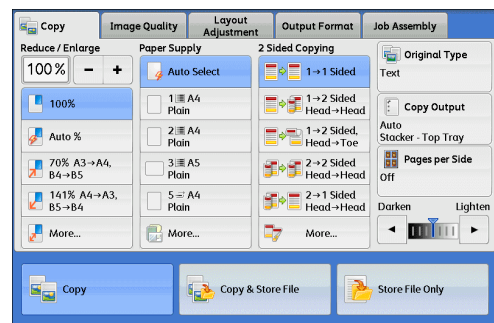 Copy
Image Quality
Layout
Adjustment
Output Format
Job Assembly
Reduce / Enlarge
100%
- +
100%
Auto %
70% A3→A4,
B4→B5
141% A4→A3,
B5→B4
More...
Paper Supply
Auto Select
1 A4
Plain
2 A4
Plain
3 A5
Plain
5 A4
Plain
More...
2 Sided Copying
1→1 Sided
1→2 Sided
Head→Head
1→2 Sided,
Head→Toe
2→2 Sided
Head→Head
2→1 Sided
Head→Head
More...
Original Type
Text
Copy Output
Auto
Stacker - Top Tray
Pages per Side
Off
Darken Lighten
Copy
Copy & Store File
Store File Only